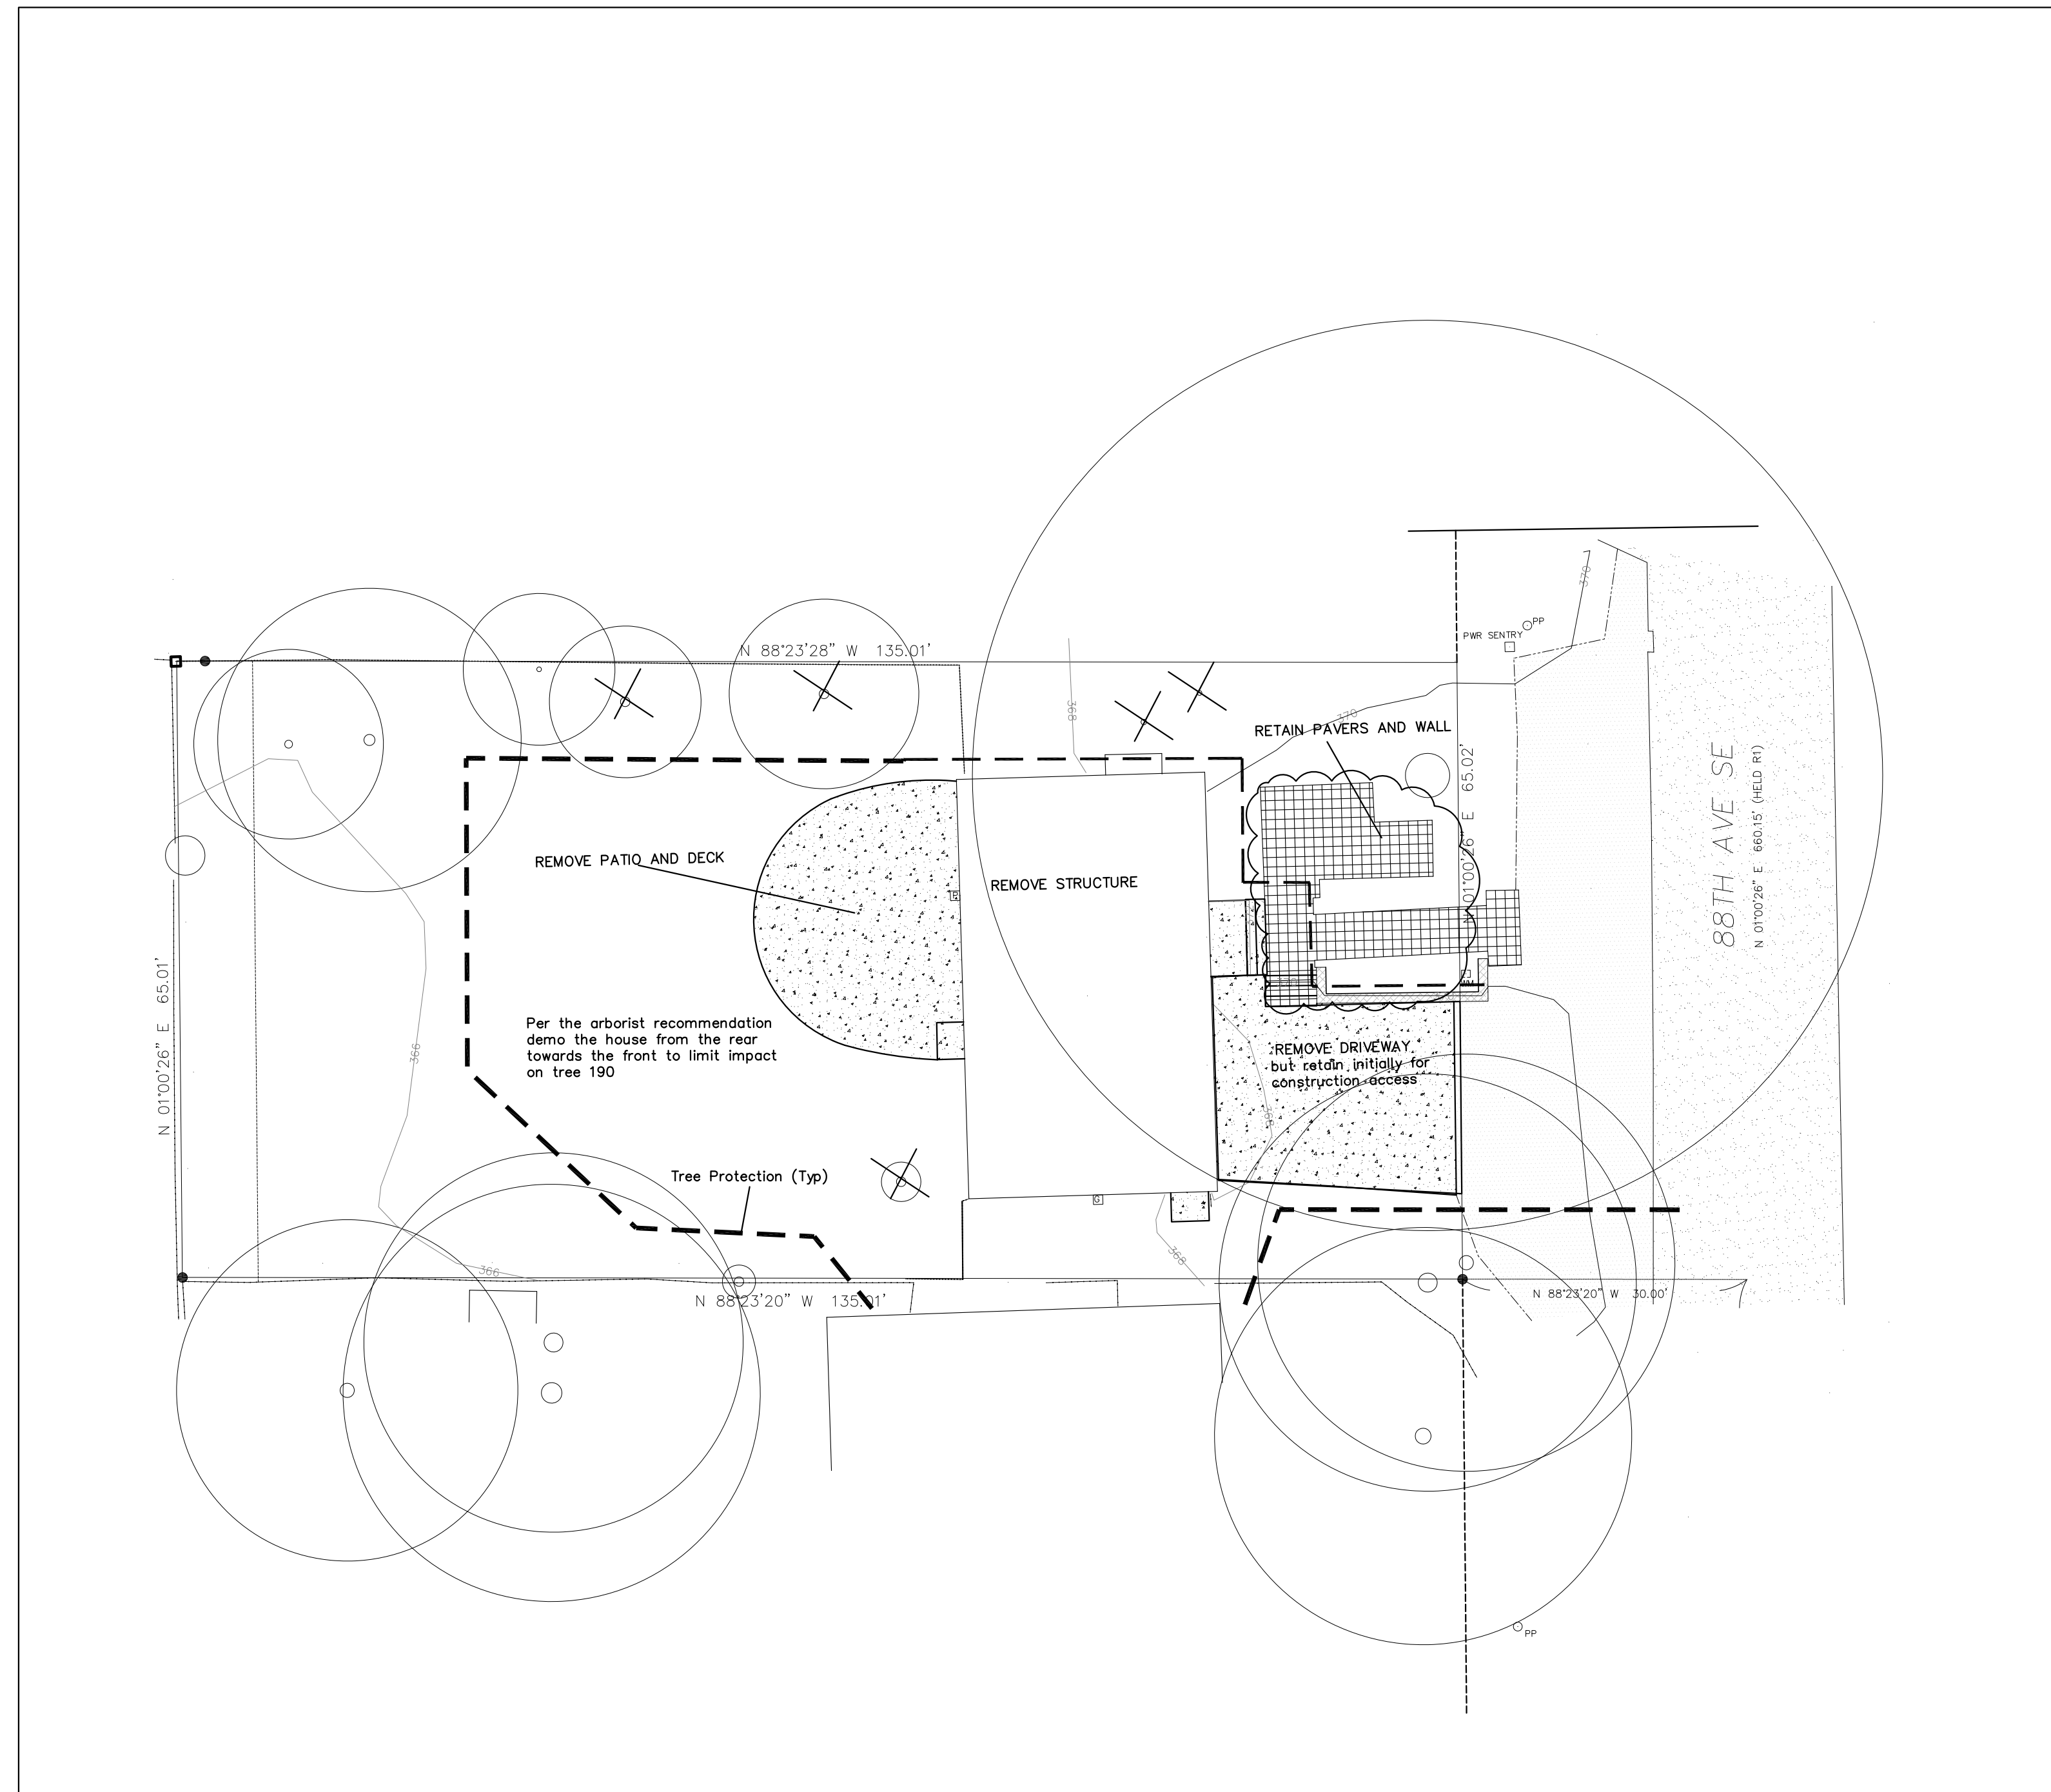 N 88°23'28" W 135.01'
PP
PWR SENTRY
370
368
370
RETAIN PAVERS AND WALL
N 01°00'26" E 65.02'
88TH AVE SE
N 01°00'26" E 660.15' (HELD R1)
REMOVE PATIO AND DECK
REMOVE STRUCTURE
P
N 01°00'26" E 65.01'
366
Per the arborist recommendation
demo the house from the rear
towards the front to limit impact
on tree 190
REMOVE DRIVEWAY
but retain initially for
construction access
368
Tree Protection (Typ)
G
368
366
N 88°23'20" W 135.01'
N 88°23'20" W 30.00'
PP